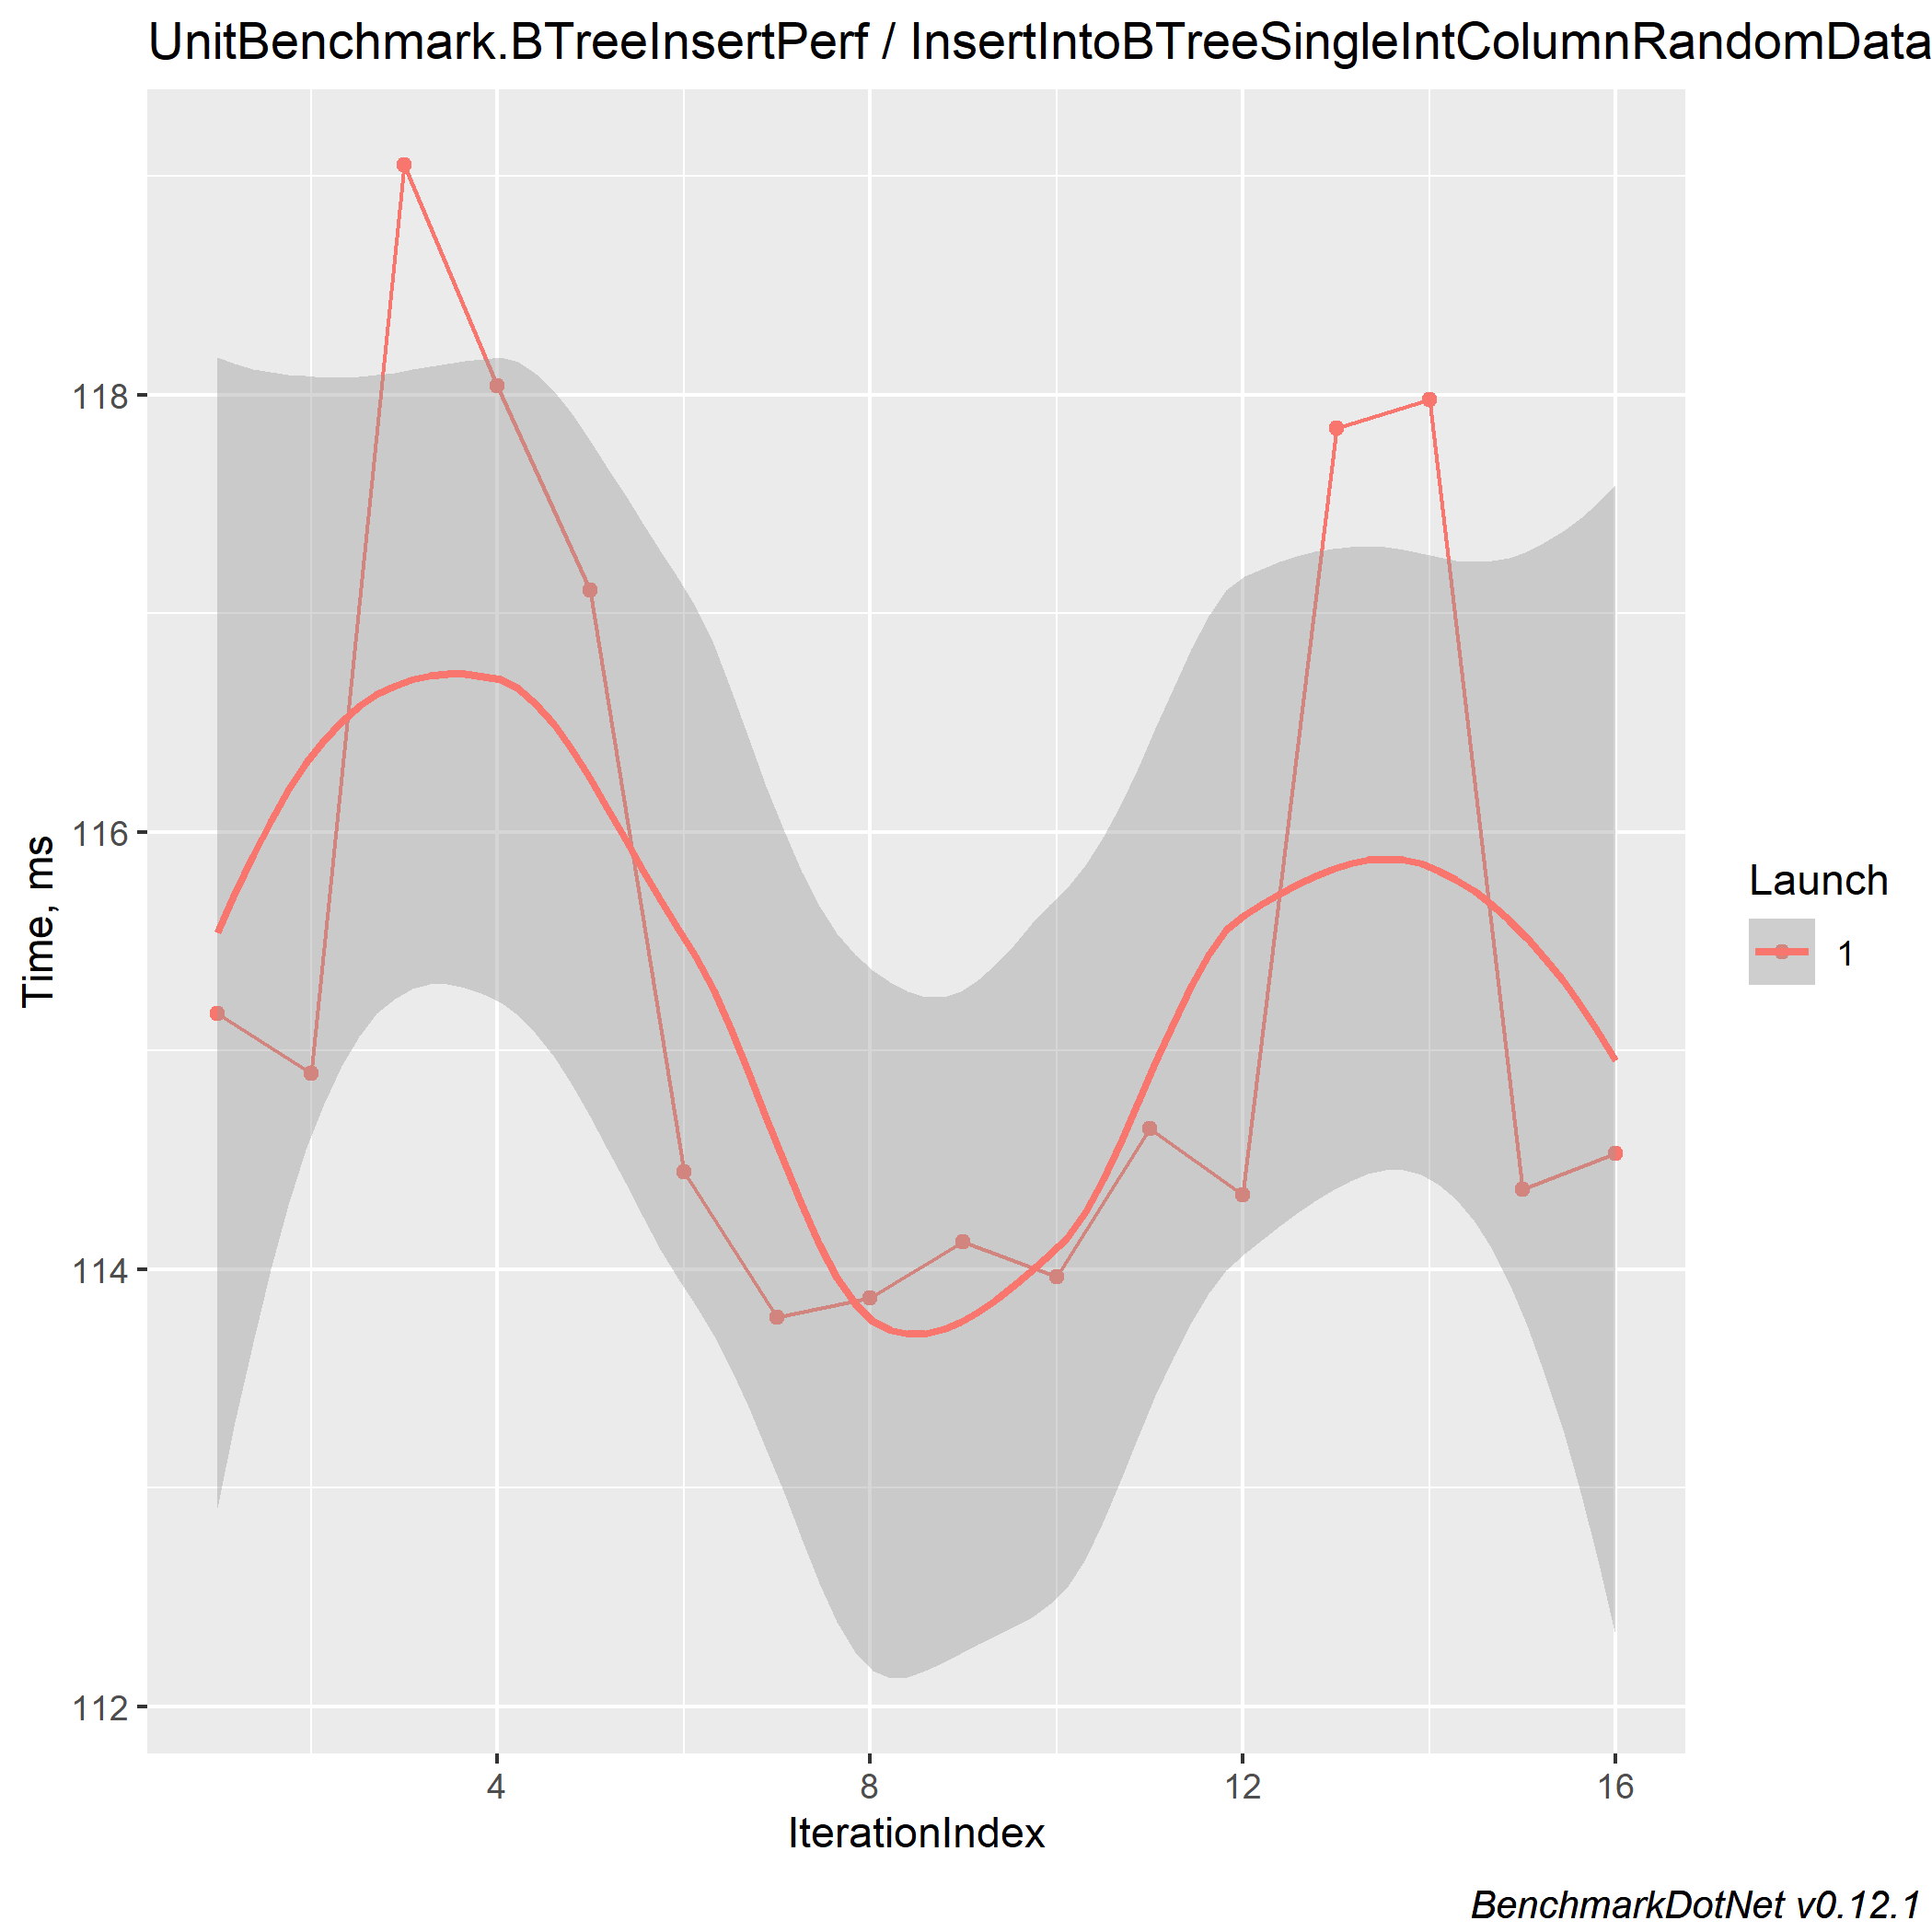 UnitBenchmark.BTreeInsertPerf / InsertIntoBTreeSingleIntColumnRandomData
Time, ms
118
116
114
112
4 8 12 16
IterationIndex
Launch
1
BenchmarkDotNet v0.12.1